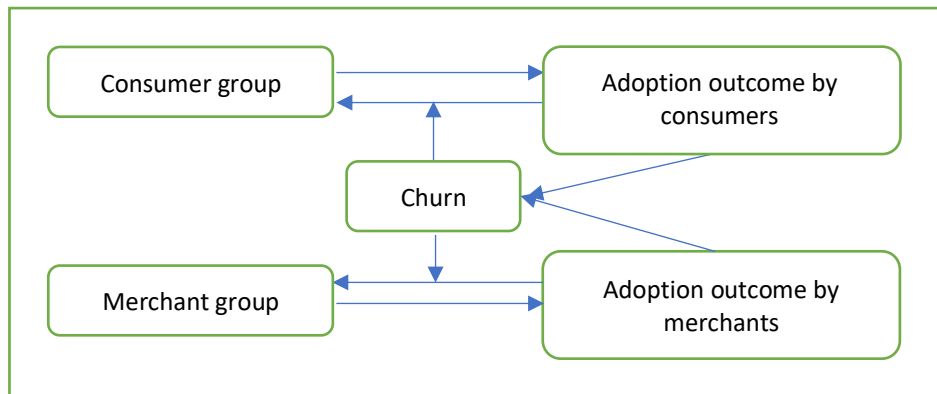 Consumer group
Adoption outcome by
consumers
Churn
Merchant group
Adoption outcome by
merchants